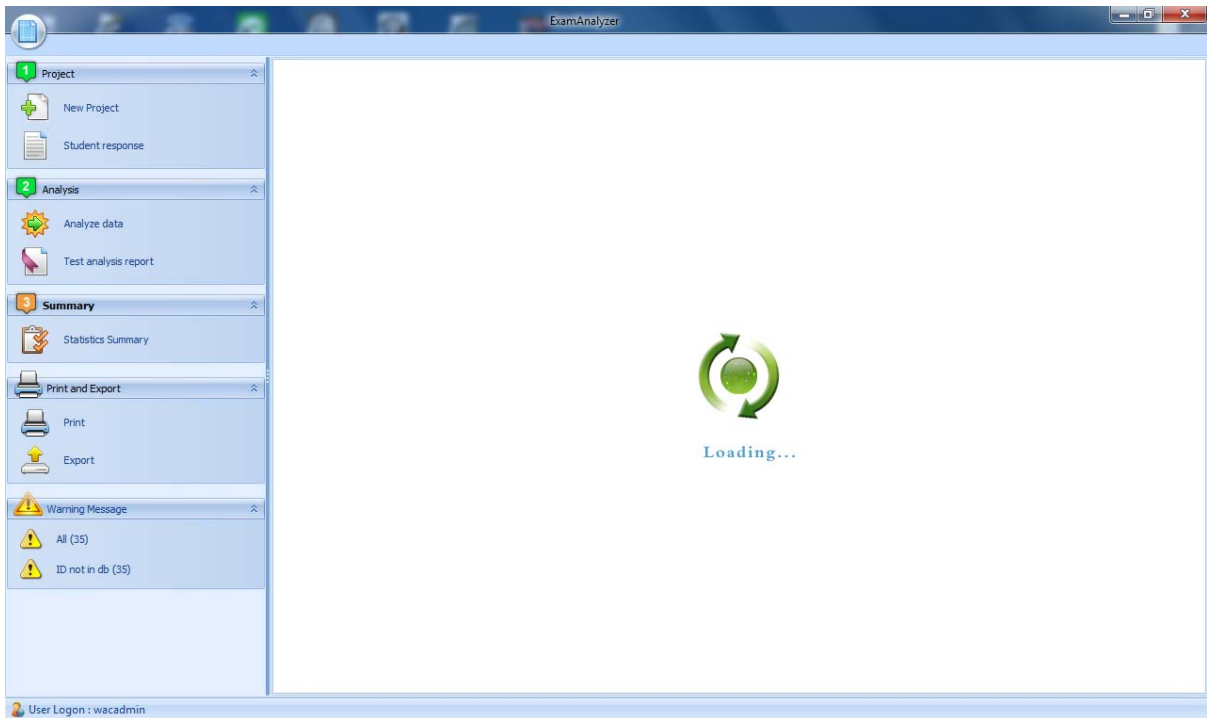 ExamAnalyzer
1 Project
New Project
Student response
2 Analysis
Analyze data
Test analysis report
3 Summary
Statistics Summary
Print and Export
Print
Export
Warning Message
All (35)
ID not in db (35)
Loading...
User Logon : wacadmin